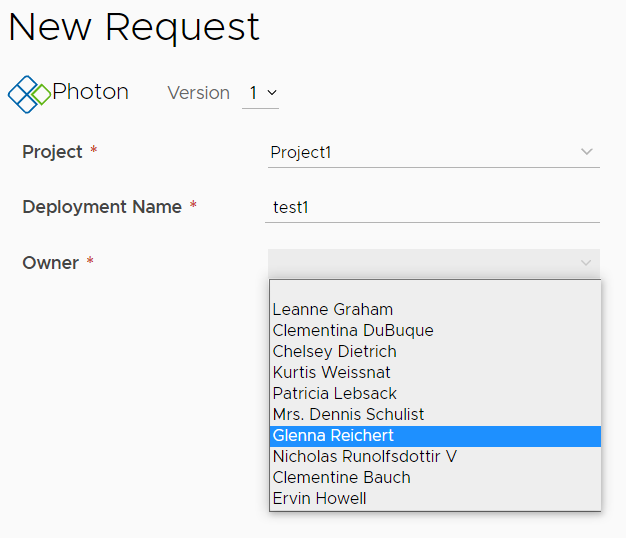 New Request
Photon Version 1
Project * Project1
Deployment Name * test1
Owner *
Leanne Graham
Clementina DuBuque
Chelsey Dietrich
Kurtis Weissnat
Patricia Lebsack
Mrs. Dennis Schulist
Glenna Reichert
Nicholas Runolfsdottir V
Clementine Bauch
Ervin Howell